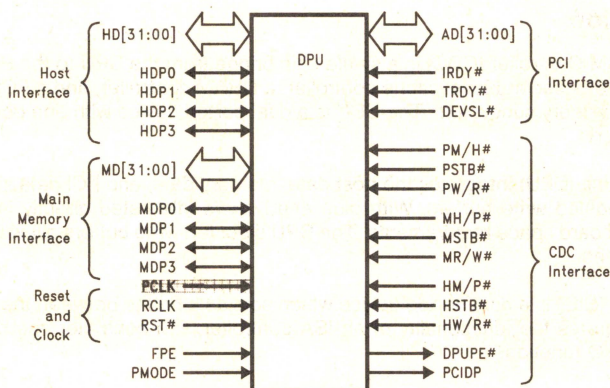 HD[31:00]
HDP0
HDP1
HDP2
HDP3
Host
Interface
MD[31:00]
MDP0
MDP1
MDP2
MDP3
Main
Memory
Interface
PCLK
RCLK
RST#
Reset
and
Clock
FPE
PMODE
DPU
AD[31:00]
IRDY#
TRDY#
DEVSL#
PCI
Interface
PM/H#
PSTB#
PW/R#
MH/P#
MSTB#
MR/W#
HM/P#
HSTB#
HW/R#
DPUPE#
PCIDP
CDC
Interface